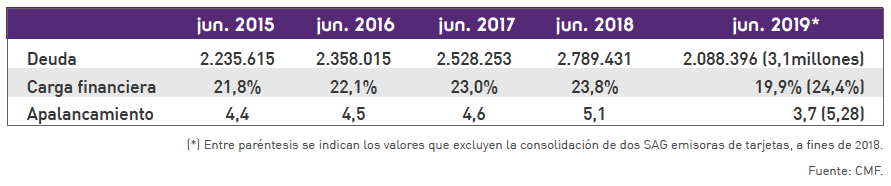 jun. 2015 jun. 2016 jun. 2017 jun. 2018 jun. 2019*
Deuda 2.235.615 2.358.015 2.528.253 2.789.431 2.088.396 (3,1millones)
Carga financiera 21,8% 22,1% 23,0% 23,8% 19,9% (24,4%)
Apalancamiento 4,4 4,5 4,6 5,1 3,7 (5,28)
(*) Entre paréntesis se indican los valores que excluyen la consolidación de dos SAG emisoras de tarjetas, a fines de 2018.
Fuente: CMF.